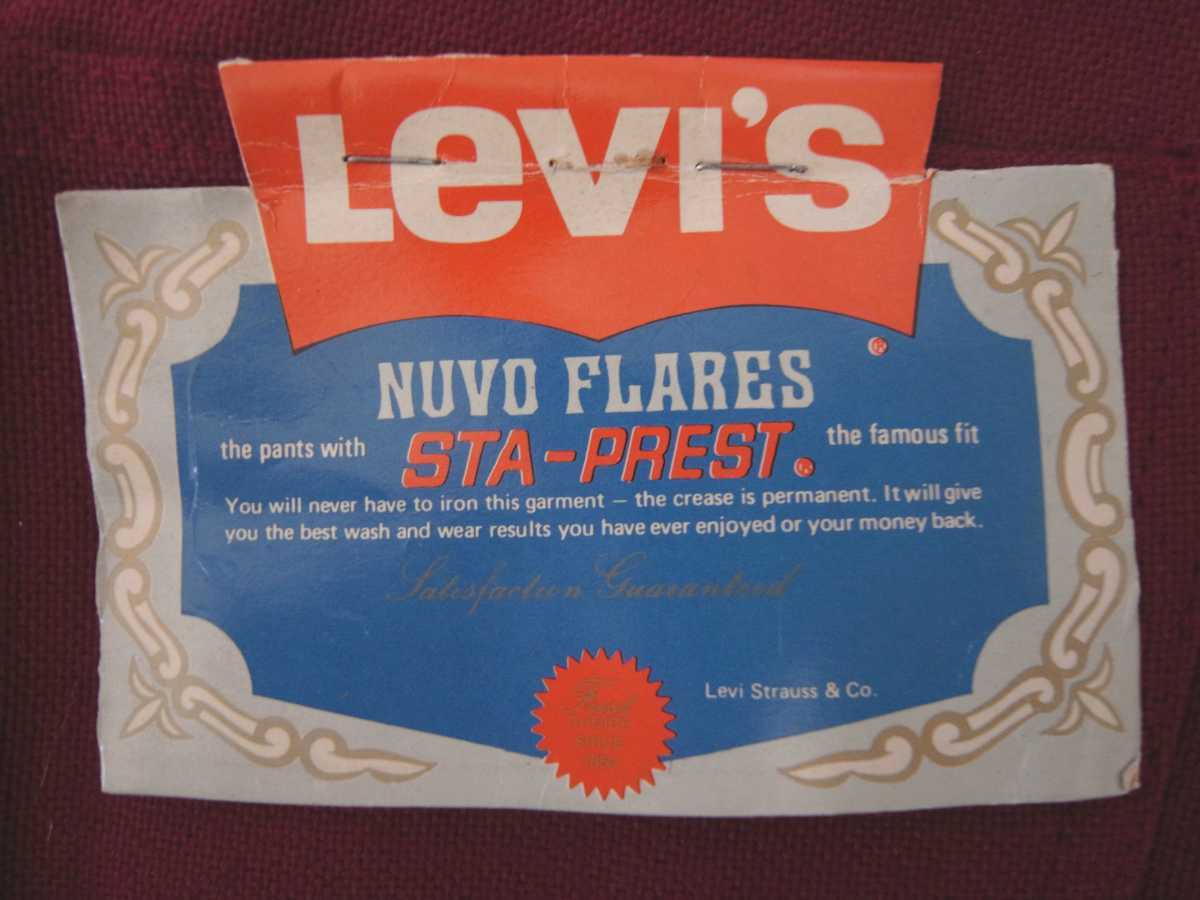 LEVI'S
NUVO FLARES ®
the pants with STA-PREST® the famous fit
You will never have to iron this garment – the crease is permanent. It will give
you the best wash and wear results you have ever enjoyed or your money back.
Satisfaction Guaranteed
Levi Strauss & Co.
SINCE